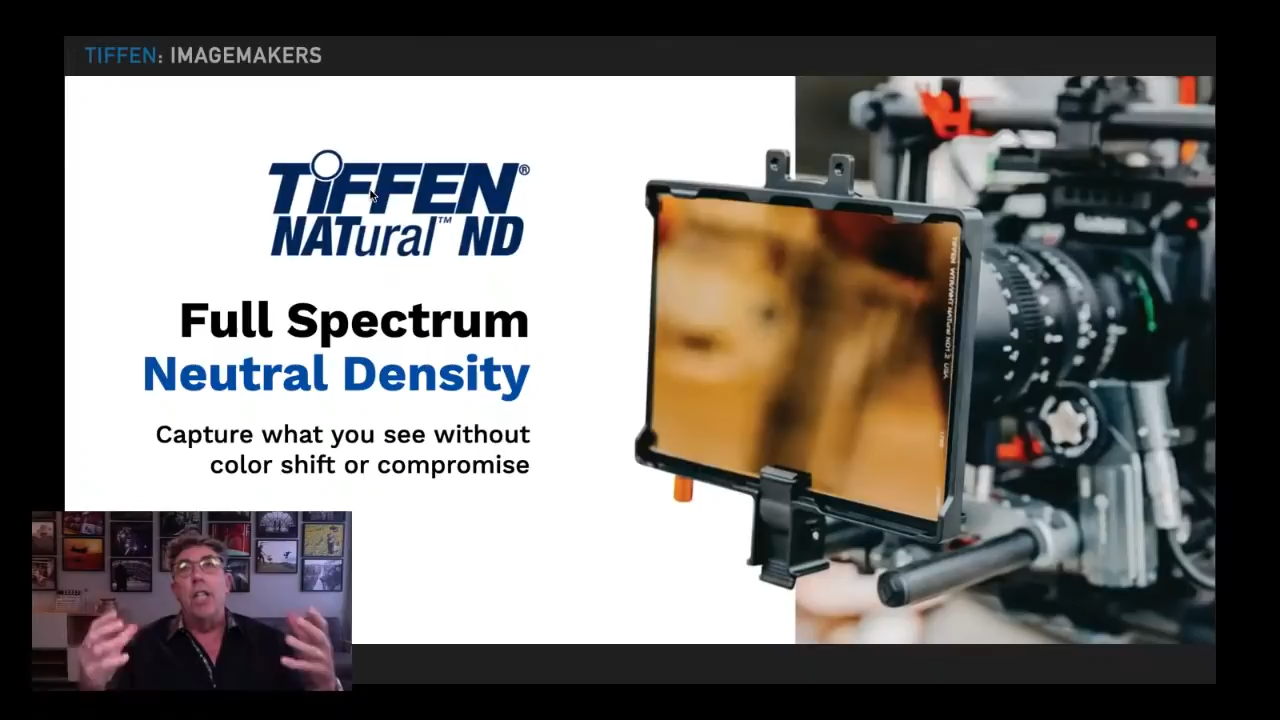 TIFFEN: IMAGEMAKERS
TIFFEN®
NATural™ ND
Full Spectrum
Neutral Density
Capture what you see without
color shift or compromise